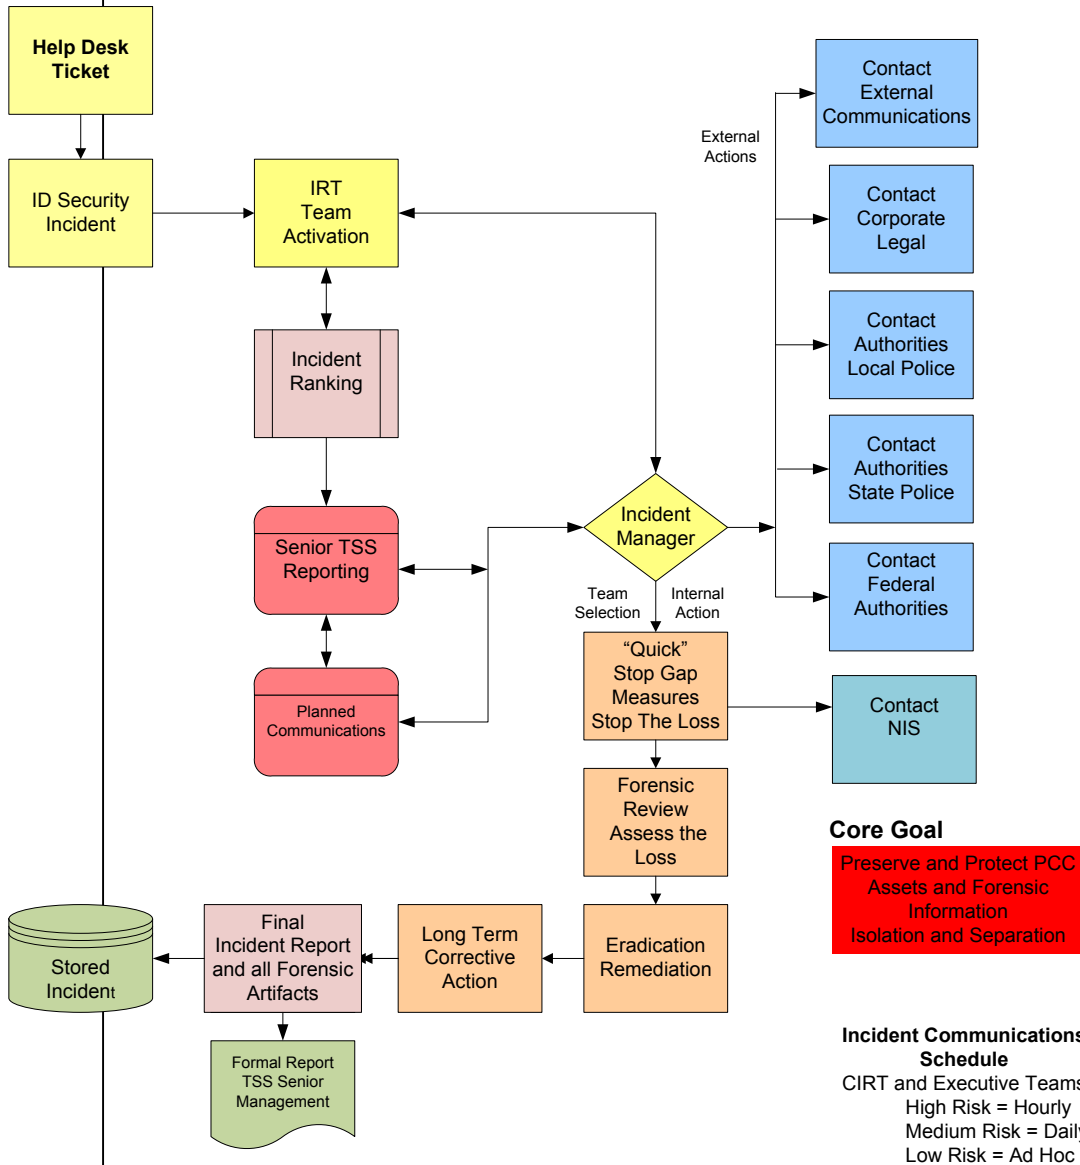 Help Desk
Ticket
ID Security
Incident
IRT
Team
Activation
Incident
Ranking
Senior TSS
Reporting
Planned
Communications
Incident
Manager
External
Actions
Contact
External
Communications
Contact
Corporate
Legal
Contact
Authorities
Local Police
Contact
Authorities
State Police
Contact
Federal
Authorities
Team
Selection
Internal
Action
“Quick”
Stop Gap
Measures
Stop The Loss
Contact
NIS
Forensic
Review
Assess the
Loss
Eradication
Remediation
Long Term
Corrective
Action
Final
Incident Report
and all Forensic
Artifacts
Stored
Incident
Formal Report
TSS Senior
Management
Core Goal
Preserve and Protect PCC
Assets and Forensic
Information
Isolation and Separation
Incident Communications
Schedule
CIRT and Executive Teams
High Risk = Hourly
Medium Risk = Daily
Low Risk = Ad Hoc